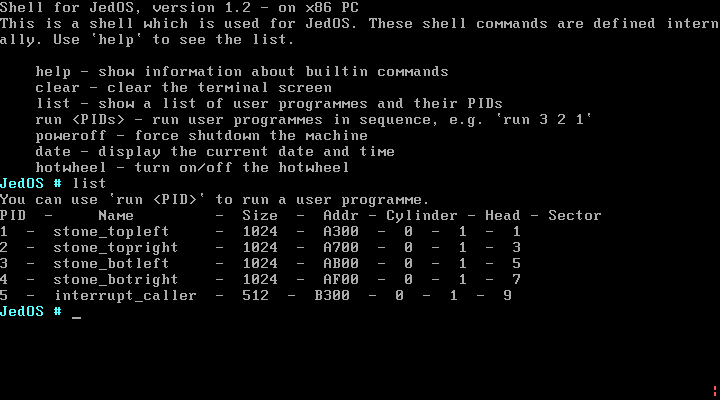 Shell for JedOS, version 1.2 - on x86 PC
This is a shell which is used for JedOS. These shell commands are defined intern
ally. Use `help` to see the list.
help - show information about builtin commands
clear - clear the terminal screen
list - show a list of user programmes and their PIDs
run <PIDs> - run user programmes in sequence, e.g. `run 3 2 1`
poweroff - force shutdown the machine
date - display the current date and time
hotwheel - turn on/off the hotwheel
JedOS # list
You can use `run <PID>` to run a user programme.
PID - Name - Size - Addr - Cylinder - Head - Sector
1 - stone_topleft - 1024 - A300 - 0 - 1 - 1
2 - stone_topright - 1024 - A700 - 0 - 1 - 3
3 - stone_botleft - 1024 - AB00 - 0 - 1 - 5
4 - stone_botright - 1024 - AF00 - 0 - 1 - 7
5 - interrupt_caller - 512 - B300 - 0 - 1 - 9
JedOS # _
¦